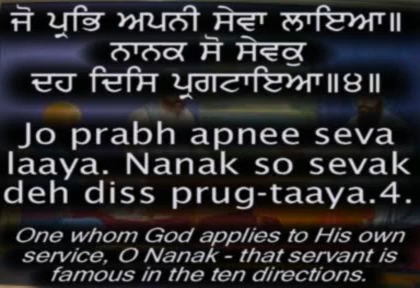 ਜੋ ਪ੍ਰਭਿ ਅਪਨੀ ਸੇਵਾ ਲਾਇਆ॥
ਨਾਨਕ ਸੋ ਸੇਵਕੁ
ਦਹ ਦਿਸਿ ਪ੍ਰਗਟਾਇਆ॥੪॥
Jo prabh apnee seva
laaya. Nanak so sevak
deh diss prug-taaya.4.
One whom God applies to His own
service, O Nanak - that servant is
famous in the ten directions.